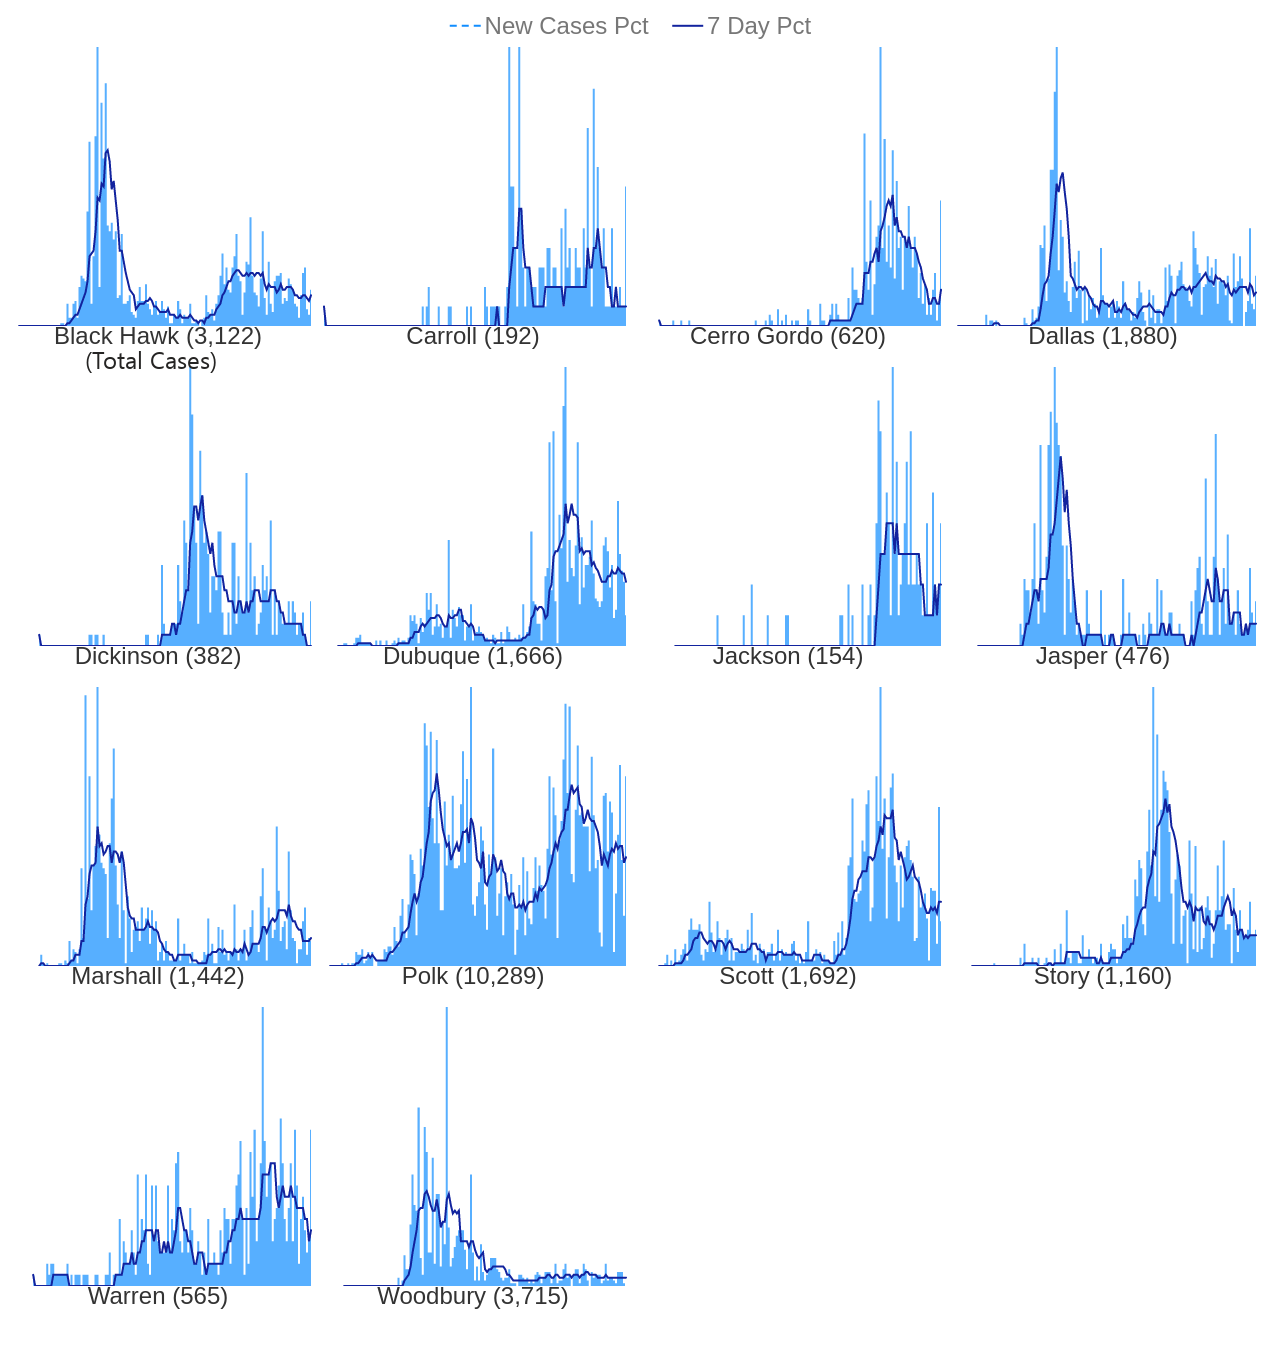 New Cases Pct 7 Day Pct
Black Hawk (3,122) Carroll (192) Cerro Gordo (620) Dallas (1,880)
(Total Cases)
Dickinson (382) Dubuque (1,666) Jackson (154) Jasper (476)
Marshall (1,442) Polk (10,289) Scott (1,692) Story (1,160)
Warren (565) Woodbury (3,715)